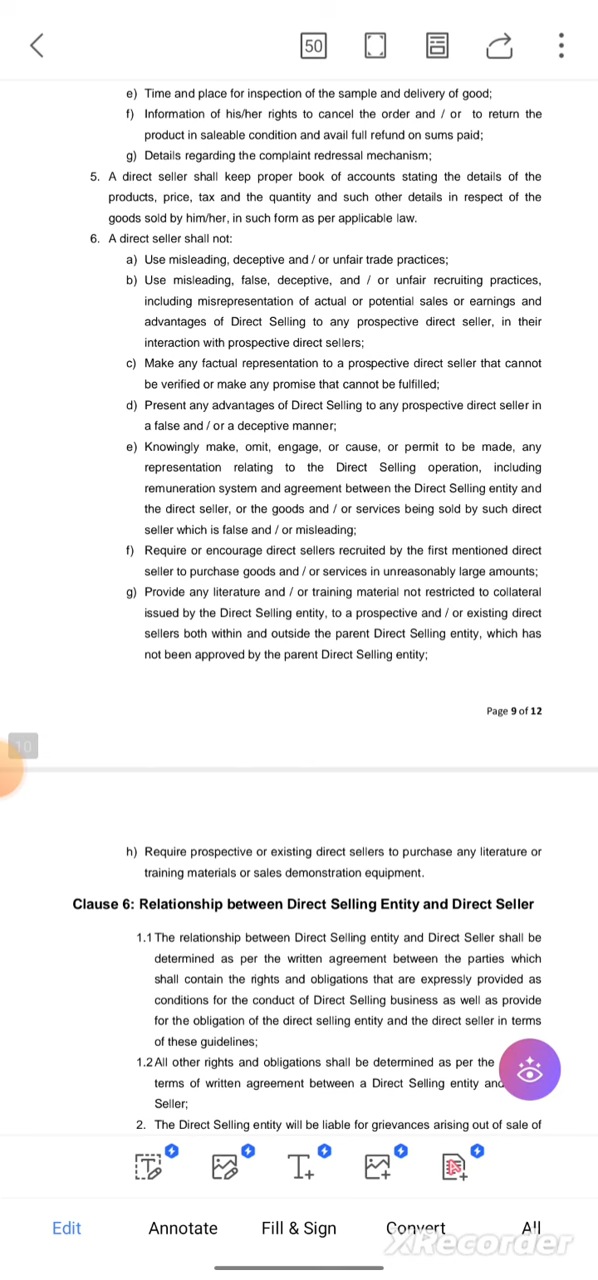 50
e) Time and place for inspection of the sample and delivery of good;
f) Information of his/her rights to cancel the order and / or to return the
product in saleable condition and avail full refund on sums paid;
g) Details regarding the complaint redressal mechanism;
5. A direct seller shall keep proper book of accounts stating the details of the
products, price, tax and the quantity and such other details in respect of the
goods sold by him/her, in such form as per applicable law.
6. A direct seller shall not:
a) Use misleading, deceptive and / or unfair trade practices;
b) Use misleading, false, deceptive, and / or unfair recruiting practices,
including misrepresentation of actual or potential sales or earnings and
advantages of Direct Selling to any prospective direct seller, in their
interaction with prospective direct sellers;
c) Make any factual representation to a prospective direct seller that cannot
be verified or make any promise that cannot be fulfilled;
d) Present any advantages of Direct Selling to any prospective direct seller in
a false and / or a deceptive manner;
e) Knowingly make, omit, engage, or cause, or permit to be made, any
representation relating to the Direct Selling operation, including
remuneration system and agreement between the Direct Selling entity and
the direct seller, or the goods and / or services being sold by such direct
seller which is false and / or misleading;
f) Require or encourage direct sellers recruited by the first mentioned direct
seller to purchase goods and / or services in unreasonably large amounts;
g) Provide any literature and / or training material not restricted to collateral
issued by the Direct Selling entity, to a prospective and / or existing direct
sellers both within and outside the parent Direct Selling entity, which has
not been approved by the parent Direct Selling entity;
Page 9 of 12
10
h) Require prospective or existing direct sellers to purchase any literature or
training materials or sales demonstration equipment.
Clause 6: Relationship between Direct Selling Entity and Direct Seller
1.1 The relationship between Direct Selling entity and Direct Seller shall be
determined as per the written agreement between the parties which
shall contain the rights and obligations that are expressly provided as
conditions for the conduct of Direct Selling business as well as provide
for the obligation of the direct selling entity and the direct seller in terms
of these guidelines;
1.2 All other rights and obligations shall be determined as per the
terms of written agreement between a Direct Selling entity and
Seller;
2. The Direct Selling entity will be liable for grievances arising out of sale of
Edit
Annotate
Fill & Sign
Convert
All
XRecorder